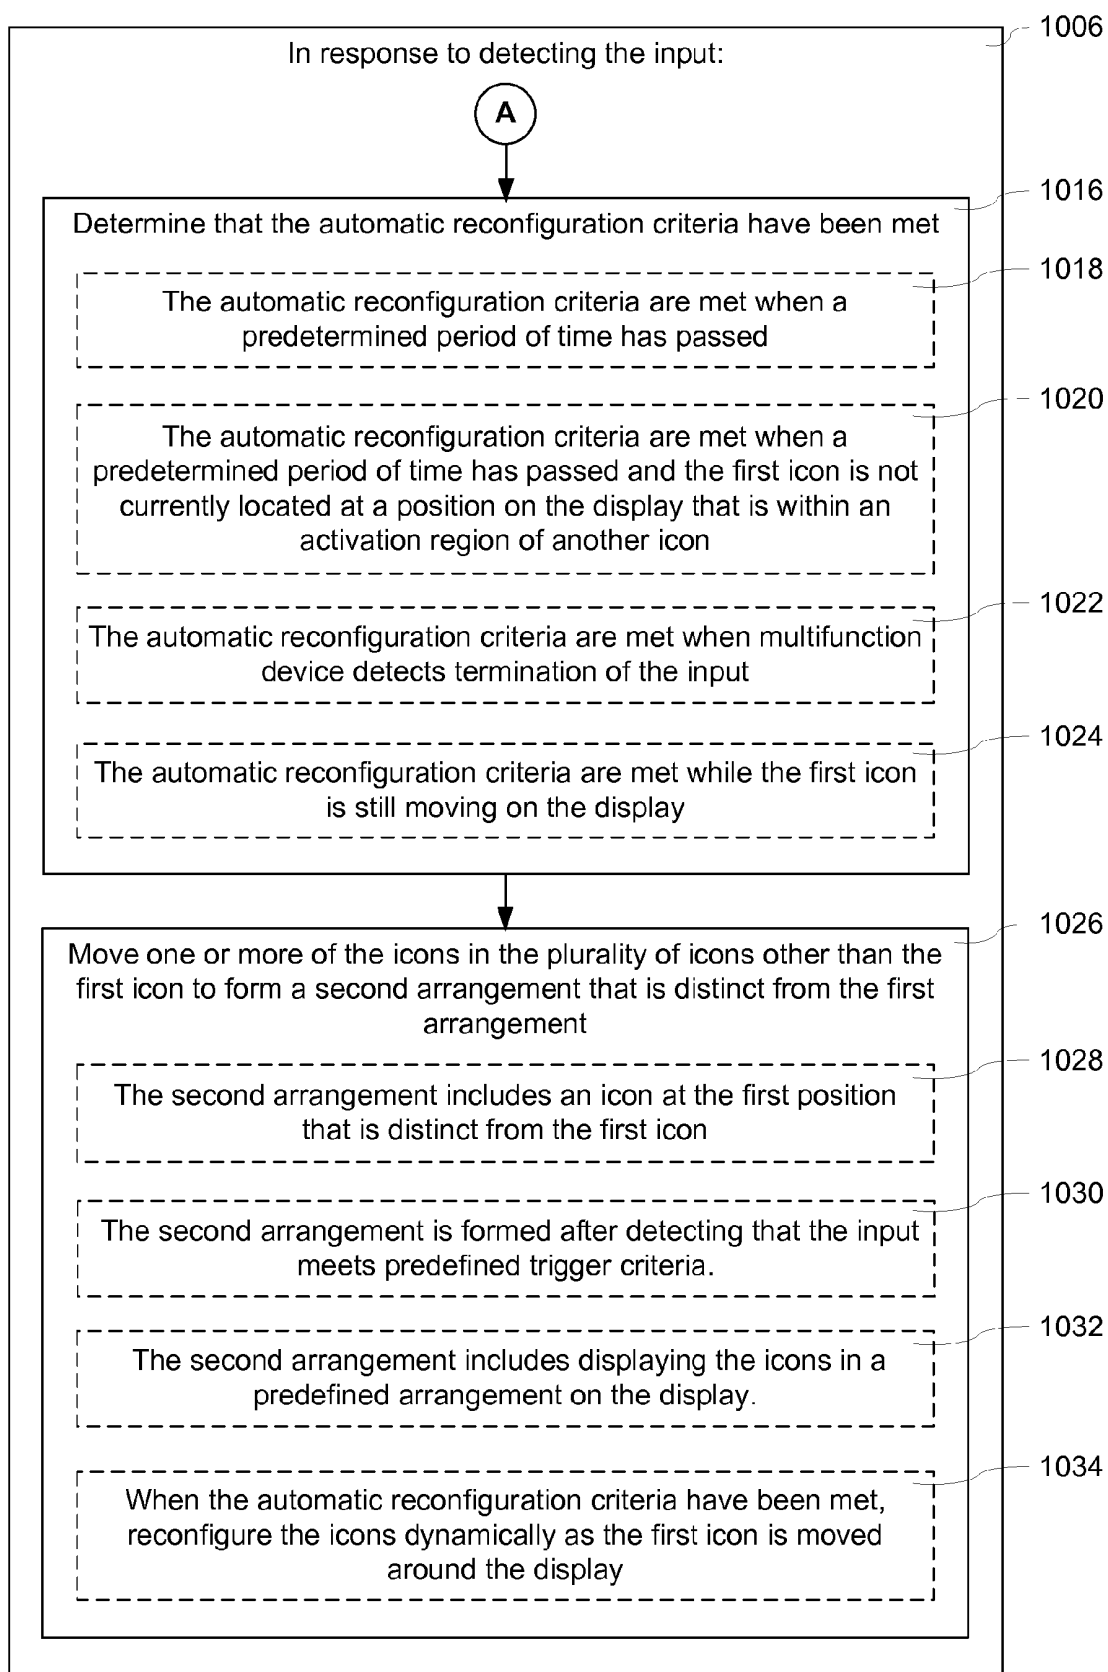 1006
In response to detecting the input:
A
1016
Determine that the automatic reconfiguration criteria have been met
1018
The automatic reconfiguration criteria are met when a
predetermined period of time has passed
1020
The automatic reconfiguration criteria are met when a
predetermined period of time has passed and the first icon is not
currently located at a position on the display that is within an
activation region of another icon
1022
The automatic reconfiguration criteria are met when multifunction
device detects termination of the input
1024
The automatic reconfiguration criteria are met while the first icon
is still moving on the display
1026
Move one or more of the icons in the plurality of icons other than the
first icon to form a second arrangement that is distinct from the first
arrangement
1028
The second arrangement includes an icon at the first position
that is distinct from the first icon
1030
The second arrangement is formed after detecting that the input
meets predefined trigger criteria.
1032
The second arrangement includes displaying the icons in a
predefined arrangement on the display.
1034
When the automatic reconfiguration criteria have been met,
reconfigure the icons dynamically as the first icon is moved
around the display